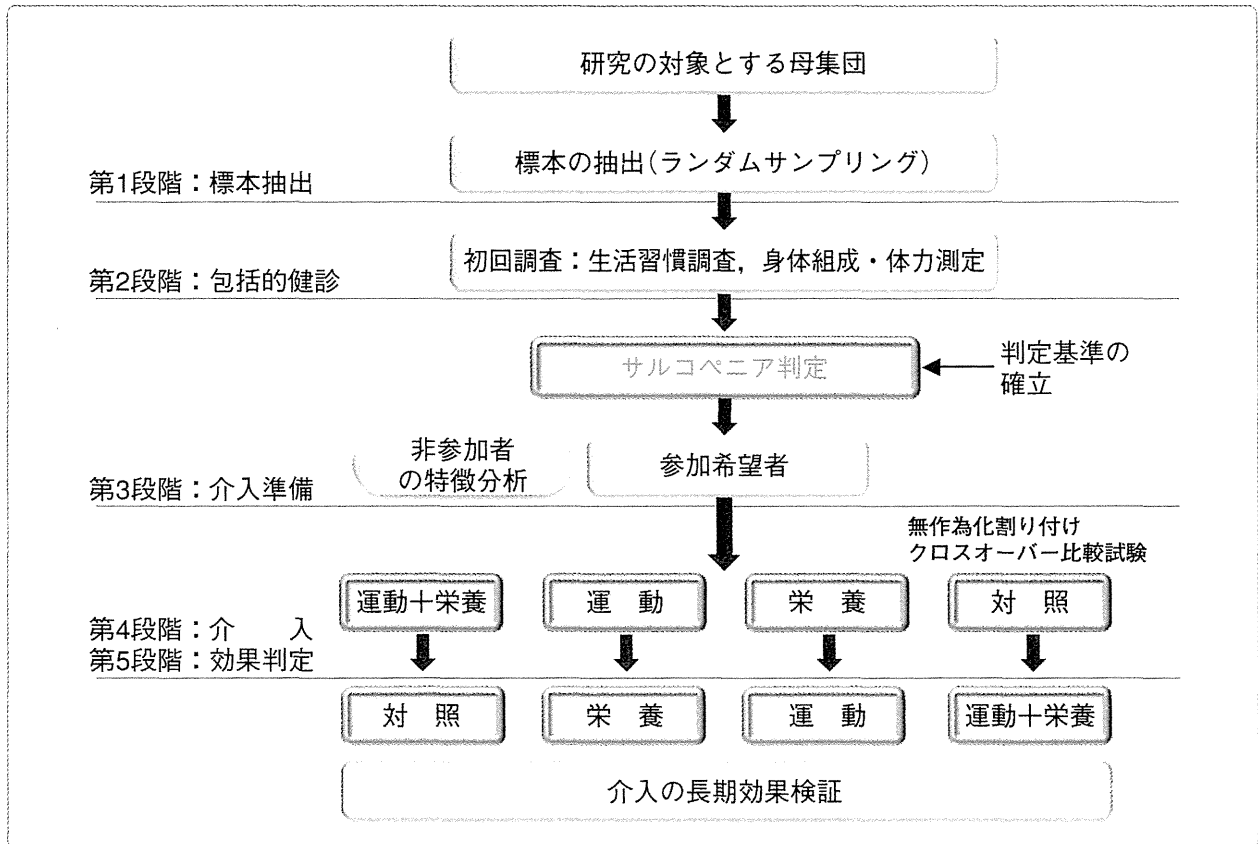 研究の対象とする母集団
標本の抽出(ランダムサンプリング)
第1段階:標本抽出
初回調査:生活習慣調査,身体組成・体力測定
第2段階:包括的健診
サルコペニア判定
判定基準の
確立
非参加者
の特徴分析
参加希望者
第3段階:介入準備
無作為化割り付け
クロスオーバー比較試験
運動+栄養
運 動
栄 養
対 照
第4段階:介 入
第5段階:効果判定
対 照
栄 養
運 動
運動+栄養
介入の長期効果検証